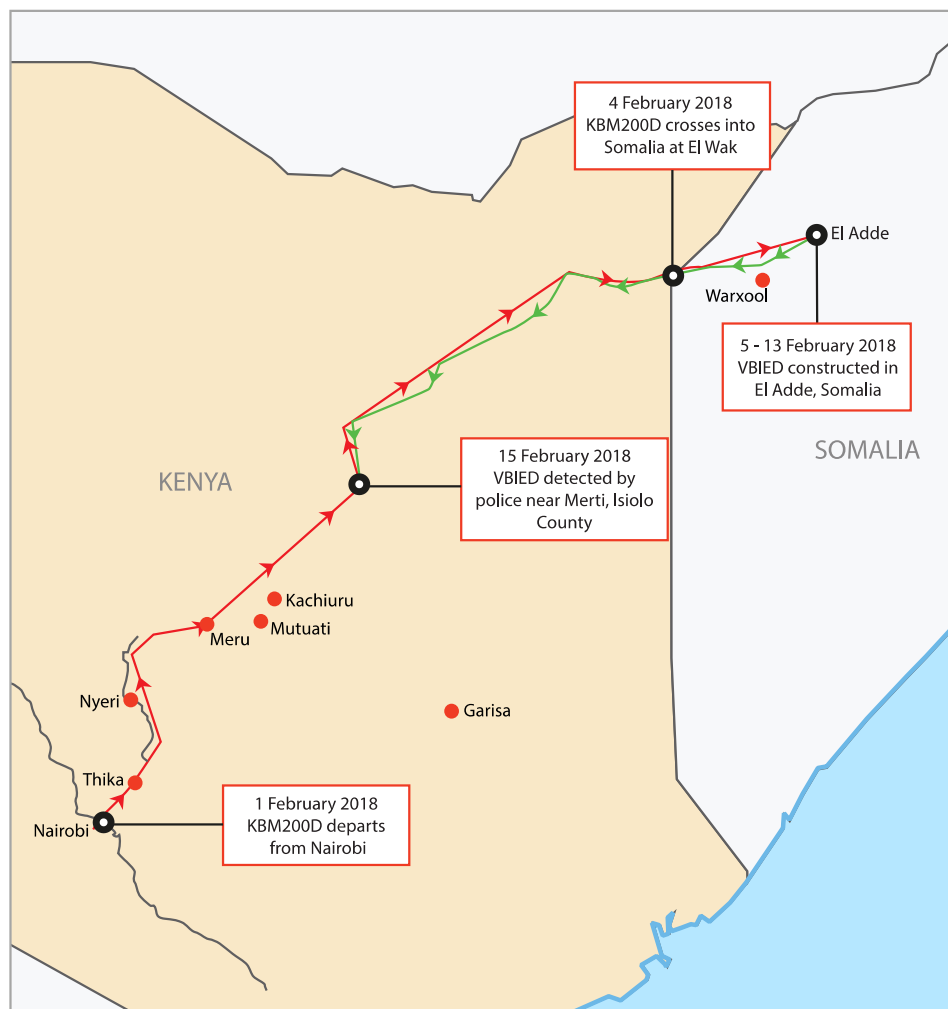 4 February 2018
KBM200D crosses into
Somalia at El Wak
El Adde
Warxool
5 - 13 February 2018
VBIED constructed in
El Adde, Somalia
SOMALIA
KENYA
15 February 2018
VBIED detected by
police near Merti, Isiolo
County
Kachiuru
Mutuati
Meru
Nyeri
Garisa
Thika
1 February 2018
KBM200D departs
from Nairobi
Nairobi